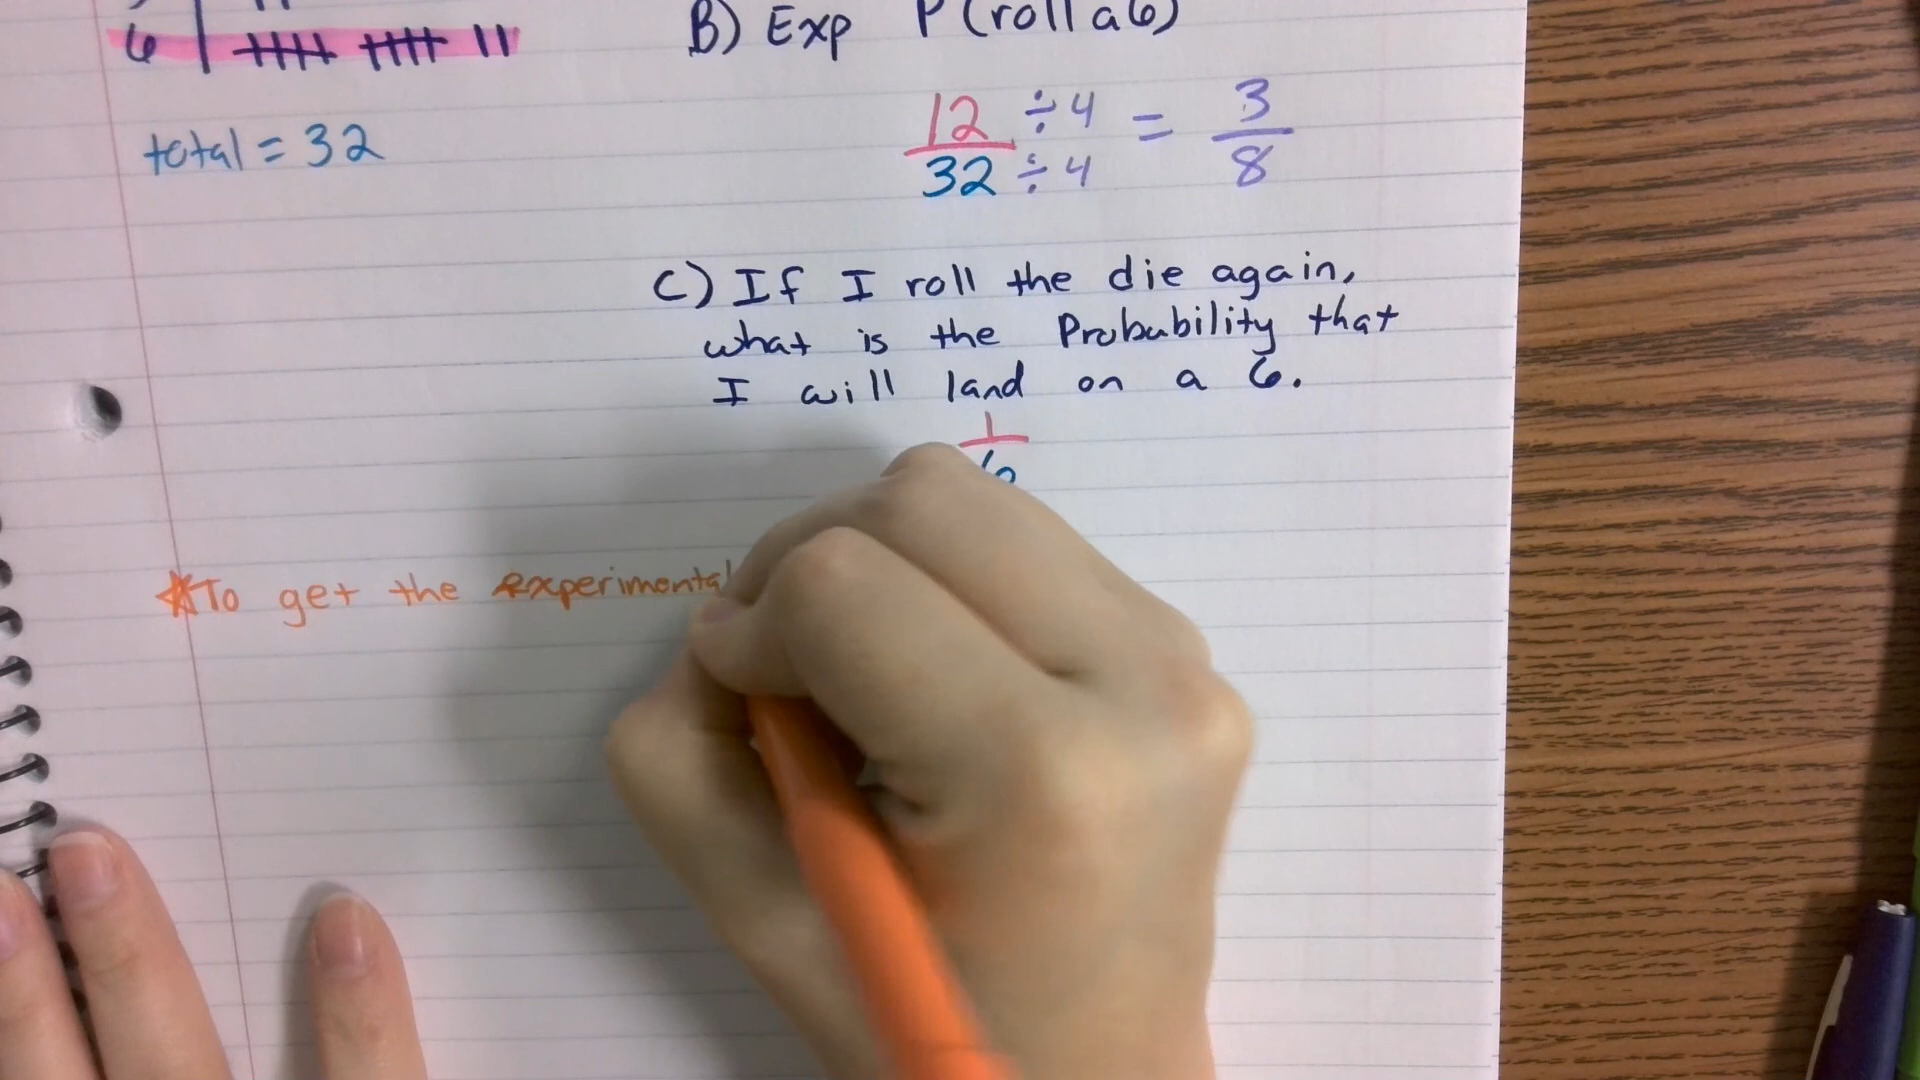 6 | 𝍸 𝍸 ||
B) Exp P(roll a 6)
total = 32
12 ÷4 = 3
32 ÷4 8
C) If I roll the die again,
what is the Probability that
I will land on a 6.
1
6
*To get the experimental